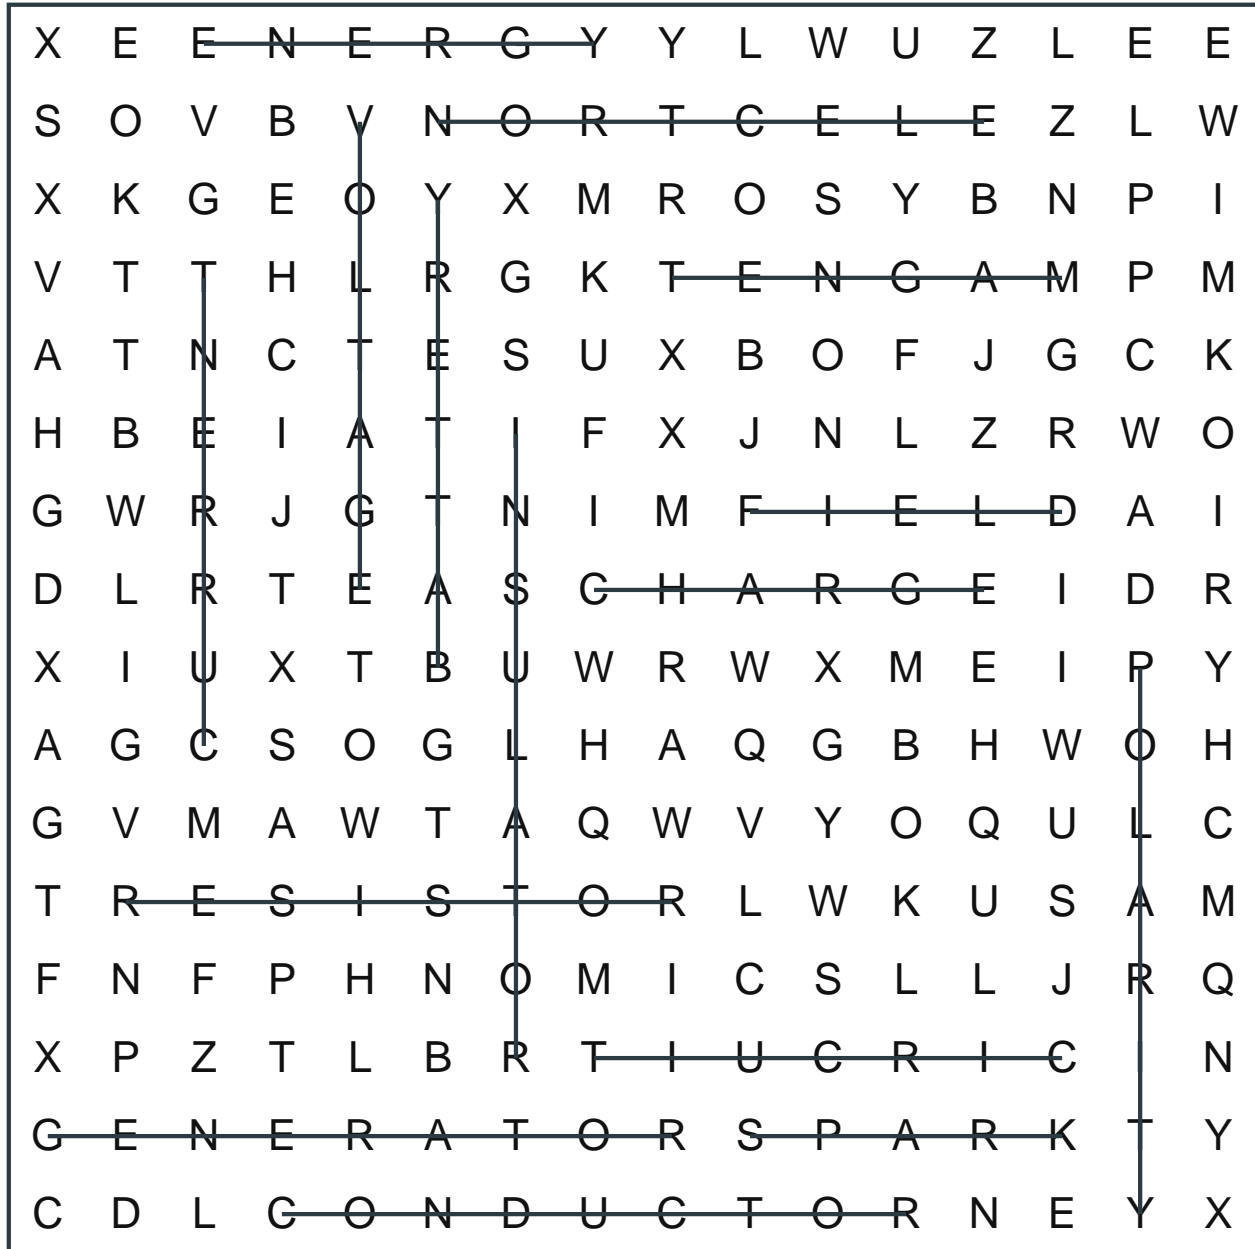 X E E N E R G Y Y L W U Z L E E
S O V B V N O R T C E L E Z L W
X K G E O Y X M R O S Y B N P I
V T T H L R G K T E N G A M P M
A T N C T E S U X B O F J G C K
H B E I A T I F X J N L Z R W O
G W R J G T N I M F I E L D A I
D L R T E A S C H A R G E I D R
X I U X T B U W R W X M E I P Y
A G C S O G L H A Q G B H W O H
G V M A W T A Q W V Y O Q U L C
T R E S I S T O R L W K U S A M
F N F P H N O M I C S L L J R Q
X P Z T L B R T I U C R I C I N
G E N E R A T O R S P A R K T Y
C D L C O N D U C T O R N E Y X